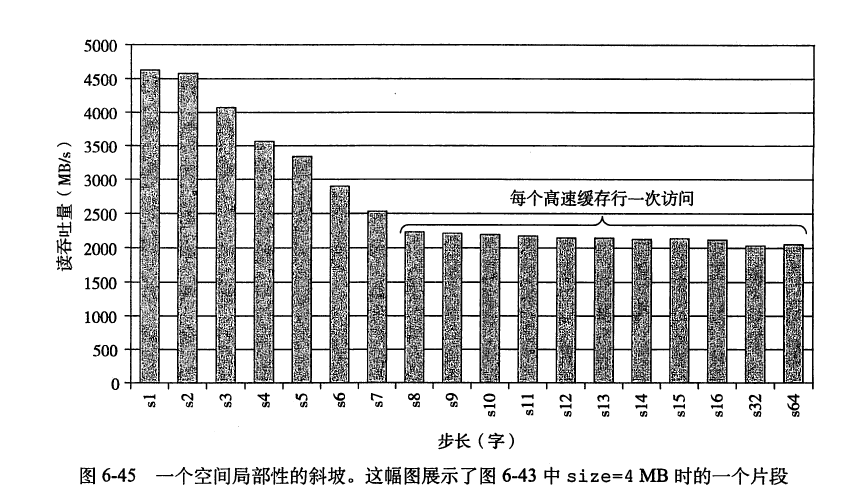 5000
4500
4000
3500
3000
2500
2000
1500
1000
500
0
读吞吐量（MB/s）
每个高速缓存行一次访问
s1 s2 s3 s4 s5 s6 s7 s8 s9 s10 s11 s12 s13 s14 s15 s16 s32 s64
步长（字）
图 6-45 一个空间局部性的斜坡。这幅图展示了图 6-43 中 size=4 MB 时的一个片段